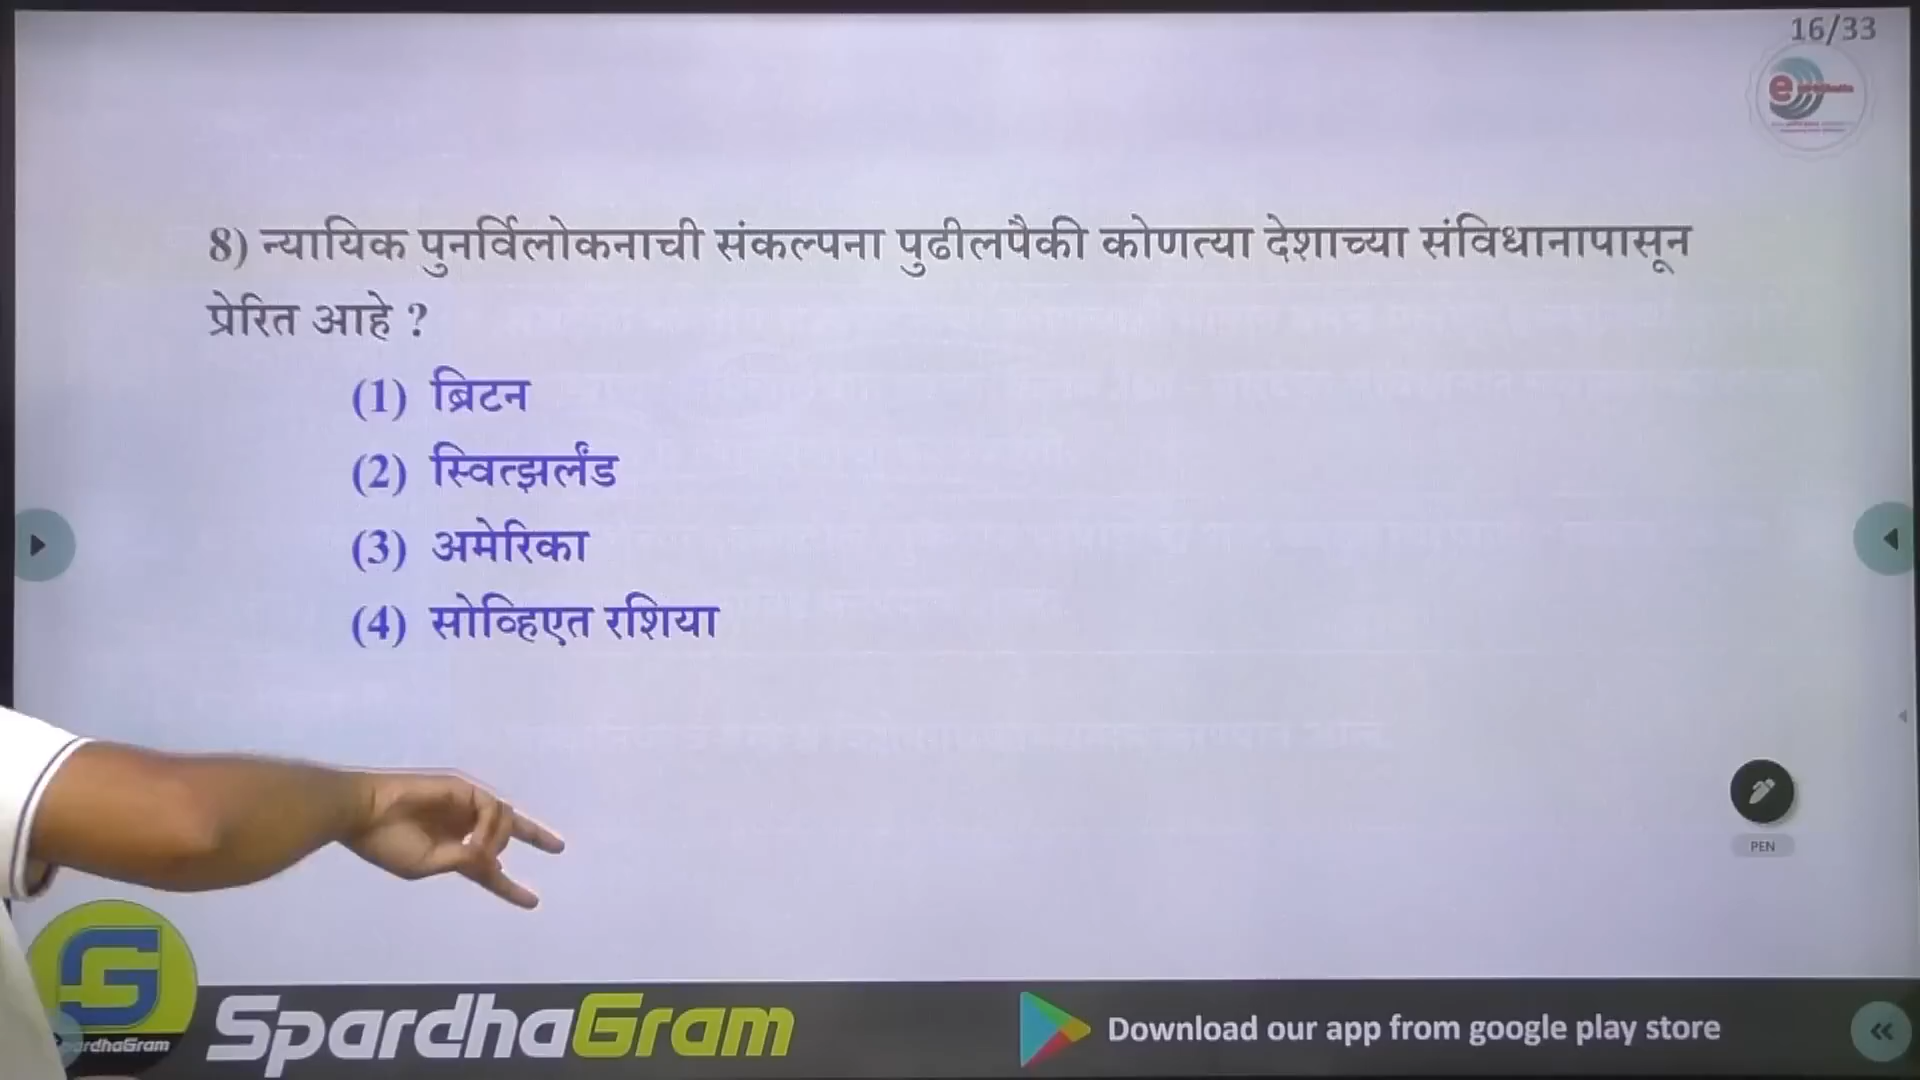 16/33
8) न्यायिक पुनर्विलोकनाची संकल्पना पुढीलपैकी कोणत्या देशाच्या संविधानापासून
प्रेरित आहे ?
(1) ब्रिटन
(2) स्वित्झर्लंड
(3) अमेरिका
(4) सोव्हिएत रशिया
PEN
SpardhaGram
Download our app from google play store